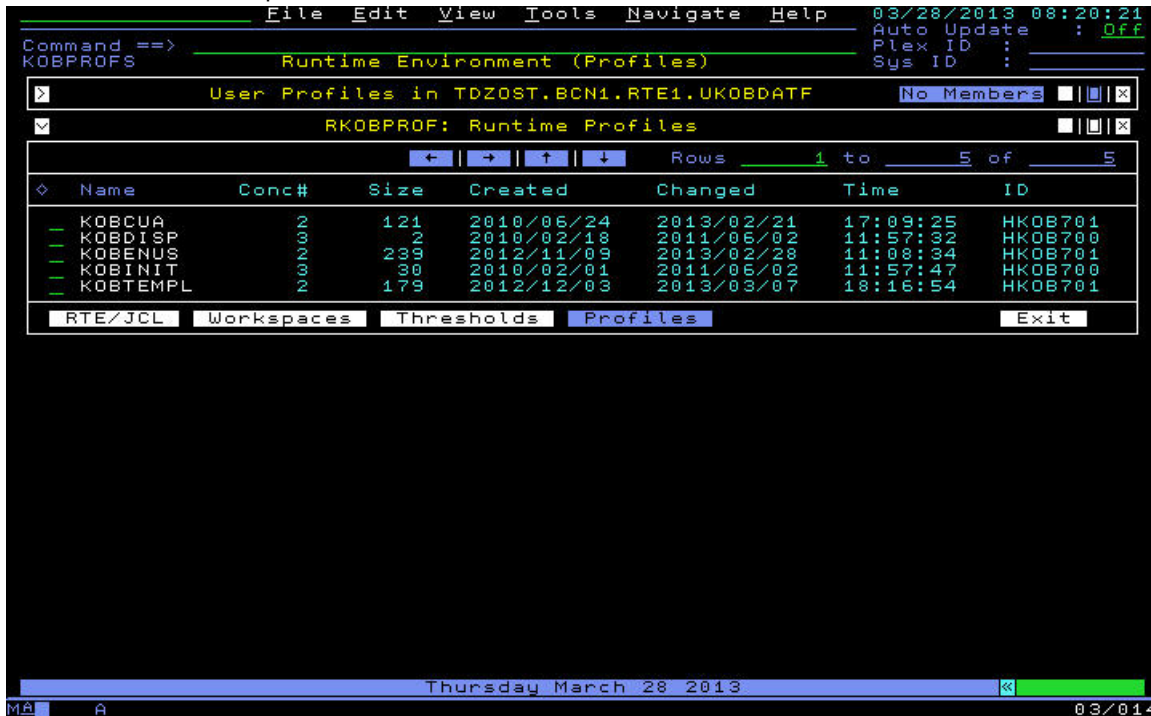 File Edit View Tools Navigate Help 03/28/2013 08:20:21
Auto Update : Off
Command ==> Plex ID :
KOBPROFS Runtime Environment (Profiles) Sys ID :
> User Profiles in TDZOST.BCN1.RTE1.UKOBDATF No Members
RKOBPROF: Runtime Profiles
← | → | ↑ | ↓ Rows 1 to 5 of 5
◇ Name Conc# Size Created Changed Time ID
_ KOBCUA 2 121 2010/06/24 2013/02/21 17:09:25 HKOB701
_ KOBDISP 3 2 2010/02/18 2011/06/02 11:57:32 HKOB700
_ KOBENUS 2 239 2012/11/09 2013/02/28 11:08:34 HKOB701
_ KOBINIT 3 30 2010/02/01 2011/06/02 11:57:47 HKOB700
_ KOBTEMPL 2 179 2012/12/03 2013/03/07 18:16:54 HKOB701
RTE/JCL Workspaces Thresholds Profiles Exit
Thursday March 28 2013 «
MA A 03/014